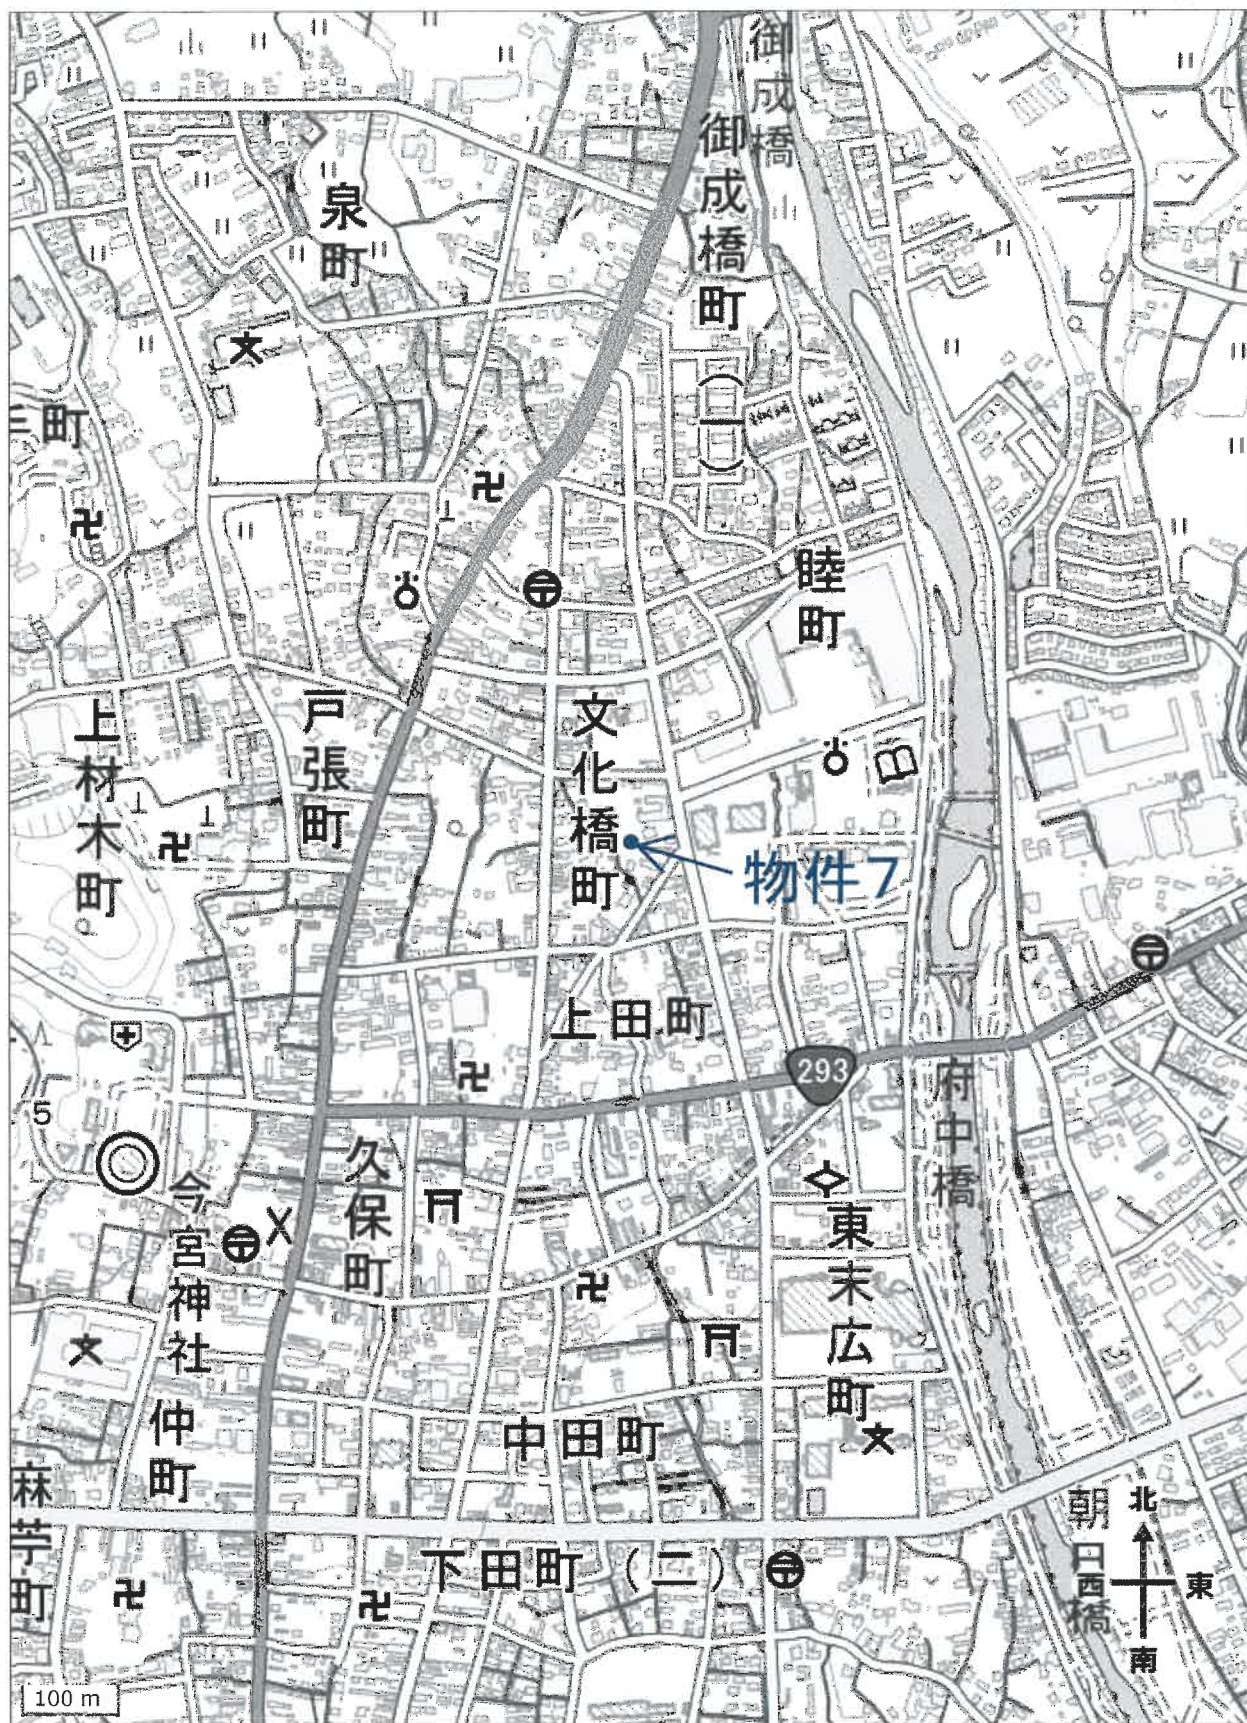 御成橋
御成橋町
(一)
泉町
睦町
文化橋町
戸張町
上材木町
物件7
上田町
293
府中橋
5
久保町
今宮神社
東末広町
仲町
中田町
麻苧町
下田町(二)
朝日橋
北
西
東
南
100 m